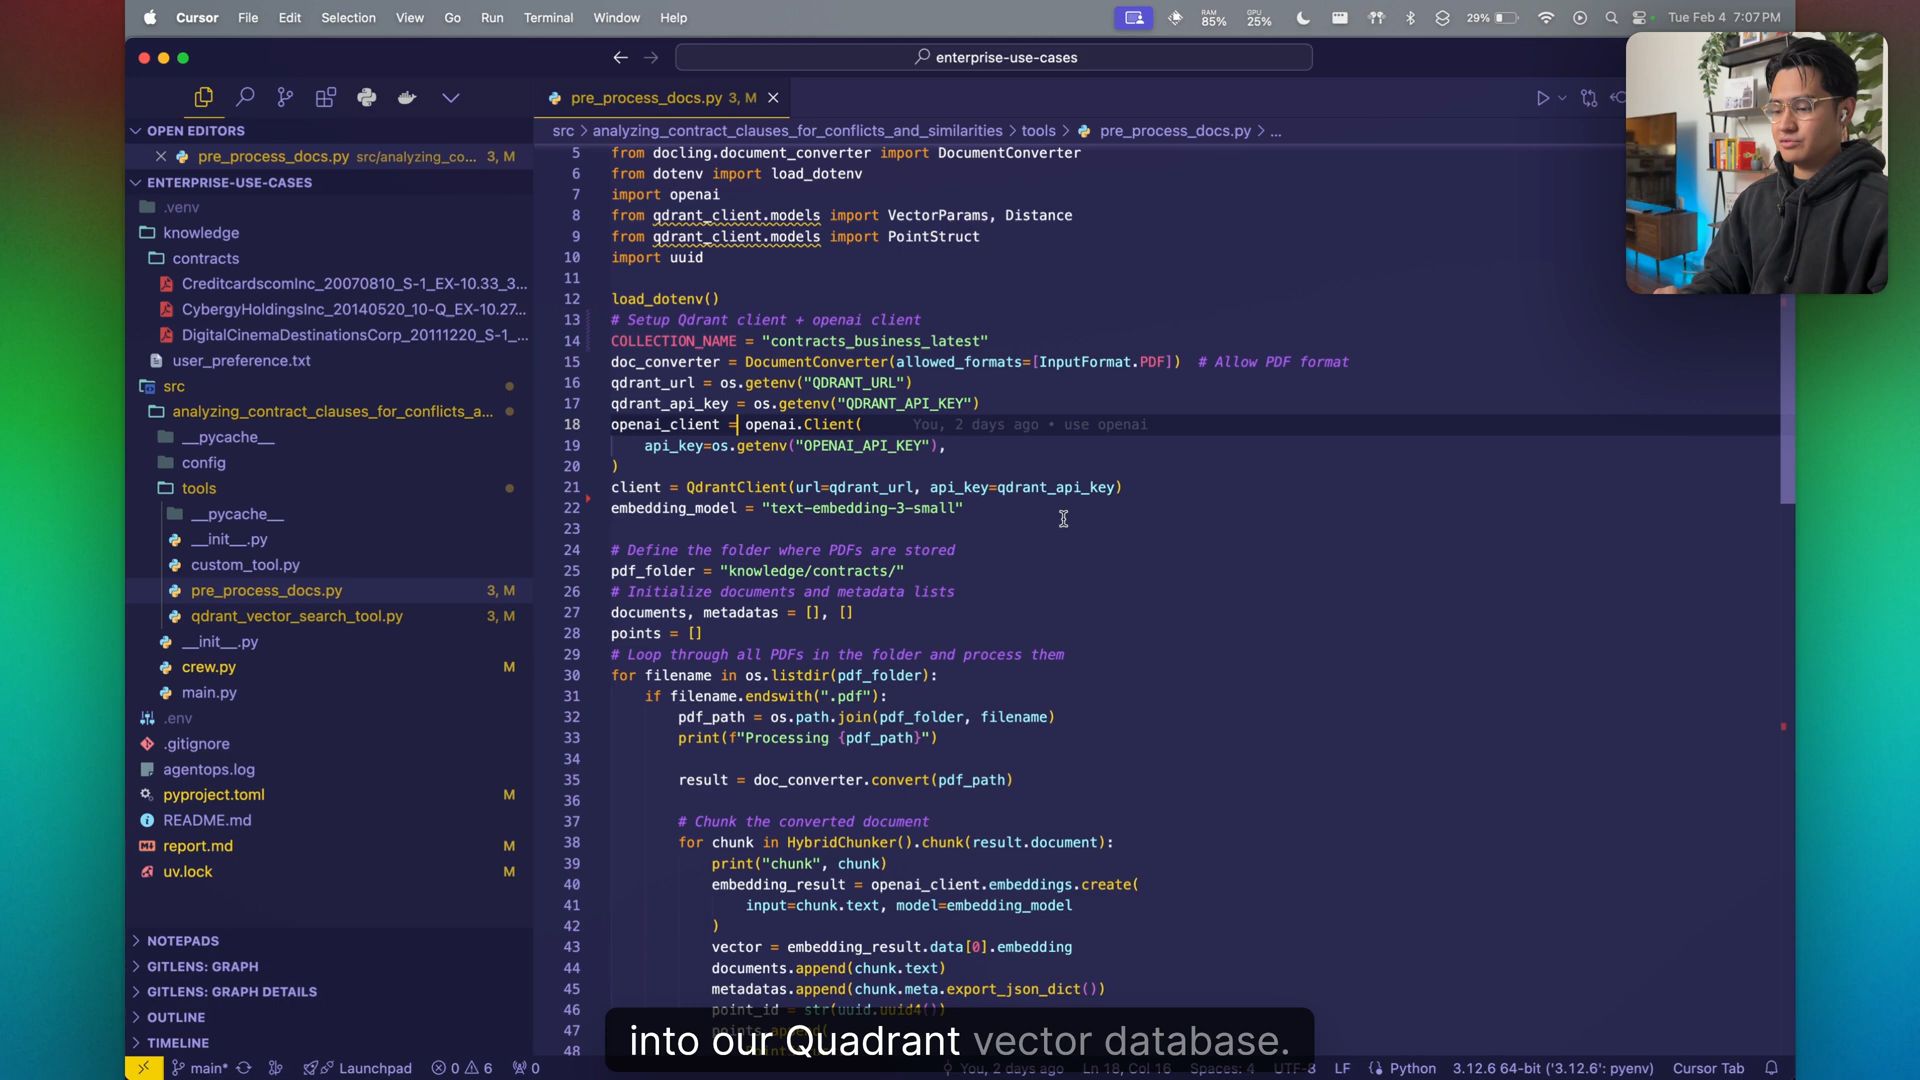 Cursor File Edit Selection View Go Run Terminal Window Help RAM 85% GPU 25% 29% Tue Feb 4 7:07 PM
enterprise-use-cases
pre_process_docs.py 3, M
OPEN EDITORS
pre_process_docs.py src/analyzing_co... 3, M
ENTERPRISE-USE-CASES
.venv
knowledge
contracts
CreditcardscomInc_20070810_S-1_EX-10.33_3...
CybergyHoldingsInc_20140520_10-Q_EX-10.27...
DigitalCinemaDestinationsCorp_20111220_S-1_...
user_preference.txt
src
analyzing_contract_clauses_for_conflicts_a...
__pycache__
config
tools
__pycache__
__init__.py
custom_tool.py
pre_process_docs.py 3, M
qdrant_vector_search_tool.py 3, M
__init__.py
crew.py M
main.py
.env
.gitignore
agentops.log
pyproject.toml M
README.md
report.md M
uv.lock M
NOTEPADS
GITLENS: GRAPH
GITLENS: GRAPH DETAILS
OUTLINE
TIMELINE
src > analyzing_contract_clauses_for_conflicts_and_similarities > tools > pre_process_docs.py > ...
5 from docling.document_converter import DocumentConverter
6 from dotenv import load_dotenv
7 import openai
8 from qdrant_client.models import VectorParams, Distance
9 from qdrant_client.models import PointStruct
10 import uuid
11
12 load_dotenv()
13 # Setup Qdrant client + openai client
14 COLLECTION_NAME = "contracts_business_latest"
15 doc_converter = DocumentConverter(allowed_formats=[InputFormat.PDF]) # Allow PDF format
16 qdrant_url = os.getenv("QDRANT_URL")
17 qdrant_api_key = os.getenv("QDRANT_API_KEY")
18 openai_client = openai.Client( You, 2 days ago • use openai
19 api_key=os.getenv("OPENAI_API_KEY"),
20 )
21 client = QdrantClient(url=qdrant_url, api_key=qdrant_api_key)
22 embedding_model = "text-embedding-3-small"
23
24 # Define the folder where PDFs are stored
25 pdf_folder = "knowledge/contracts/"
26 # Initialize documents and metadata lists
27 documents, metadatas = [], []
28 points = []
29 # Loop through all PDFs in the folder and process them
30 for filename in os.listdir(pdf_folder):
31 if filename.endswith(".pdf"):
32 pdf_path = os.path.join(pdf_folder, filename)
33 print(f"Processing {pdf_path}")
34
35 result = doc_converter.convert(pdf_path)
36
37 # Chunk the converted document
38 for chunk in HybridChunker().chunk(result.document):
39 print("chunk", chunk)
40 embedding_result = openai_client.embeddings.create(
41 input=chunk.text, model=embedding_model
42 )
43 vector = embedding_result.data[0].embedding
44 documents.append(chunk.text)
45 metadatas.append(chunk.meta.export_json_dict())
46 point_id = str(uuid.uuid4())
47
48
into our Quadrant vector database.
main* Launchpad 0 6 0 You, 2 days ago Ln 18, Col 16 Spaces: 4 UTF-8 LF Python 3.12.6 64-bit ('3.12.6': pyenv) Cursor Tab